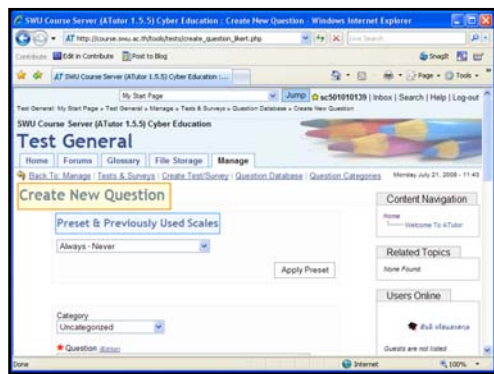 SWU Course Server (ATutor 1.5.5) Cyber Education : Create New Question - Windows Internet Explorer
http://course.swu.ac.th/tools/tests/create_question_likert.php
Live Search
Contribute Edit in Contribute Post to Blog
SnagIt
SWU Course Server (ATutor 1.5.5) Cyber Education :...
Page Tools
My Start Page Jump sc501010139 | Inbox | Search | Help | Log-out
Test General: My Start Page » Test General » Manage » Tests & Surveys » Question Database » Create New Question
SWU Course Server (ATutor 1.5.5) Cyber Education
Test General
Home Forums Glossary File Storage Manage
Back To: Manage | Tests & Surveys | Create Test/Survey | Question Database | Question Categories Monday July 21, 2008 - 11:43
Create New Question
Content Navigation
Home
Welcome To ATutor
Preset & Previously Used Scales
Always - Never
Apply Preset
Related Topics
None Found
Users Online
Guests are not listed
Category
Uncategorized
Question
Done
Internet
100%